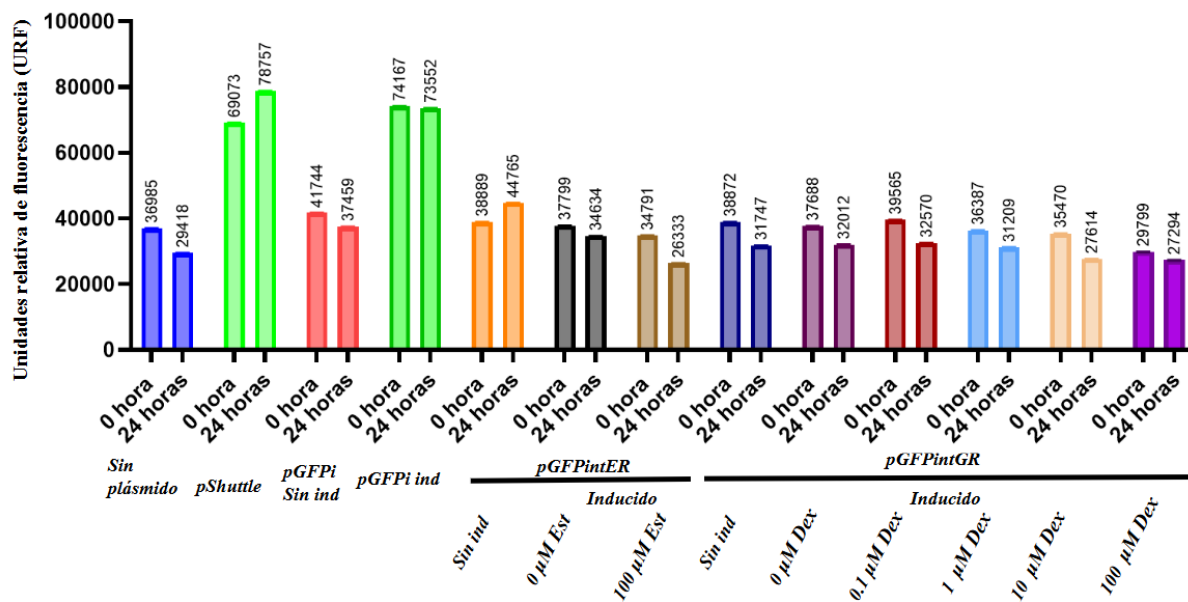 Unidades relativa de fluorescencia (URF)
100000
80000
60000
40000
20000
0
36985
29418
69073
78757
41744
37459
74167
73552
38889
44765
37799
34634
34791
26333
38872
31747
37688
32012
39565
32570
36387
31209
35470
27614
29799
27294
0 hora
24 horas
0 hora
24 horas
0 hora
24 horas
0 hora
24 horas
0 hora
24 horas
0 hora
24 horas
0 hora
24 horas
0 hora
24 horas
0 hora
24 horas
0 hora
24 horas
0 hora
24 horas
0 hora
24 horas
0 hora
24 horas
Sin
plásmido
pShuttle
pGFPi
Sin ind
pGFPi ind
pGFPintER
pGFPintGR
Inducido
Inducido
Sin ind
0 µM Est
100 µM Est
Sin ind
0 µM Dex
0.1 µM Dex
1 µM Dex
10 µM Dex
100 µM Dex